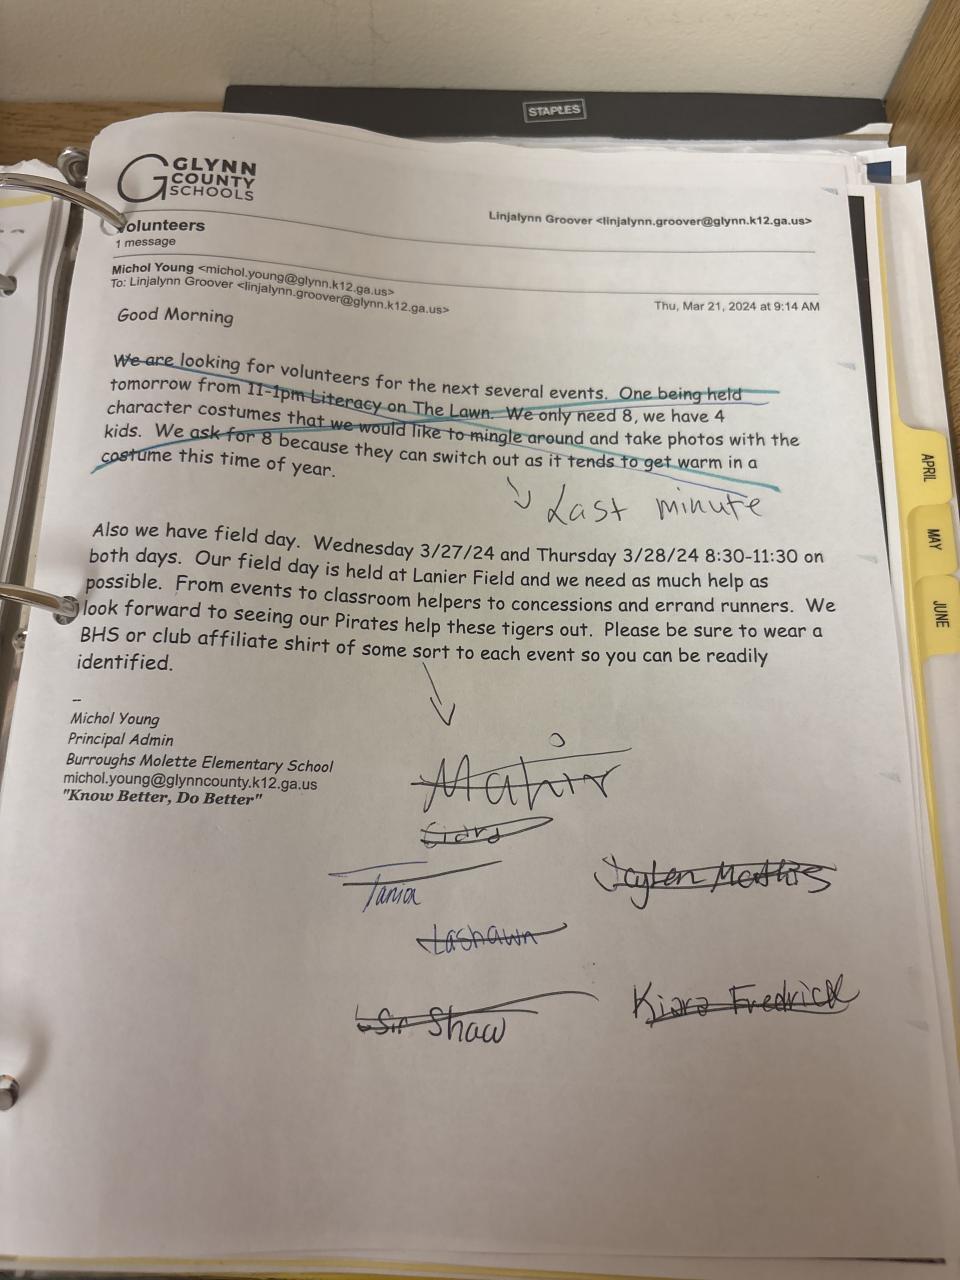 STAPLES
GLYNN
COUNTY
SCHOOLS
Linjalynn Groover <linjalynn.groover@glynn.k12.ga.us>
Volunteers
1 message
Michol Young <michol.young@glynn.k12.ga.us>
To: Linjalynn Groover <linjalynn.groover@glynn.k12.ga.us>
Thu, Mar 21, 2024 at 9:14 AM
Good Morning
We are looking for volunteers for the next several events. One being held
tomorrow from 11-1pm Literacy on The Lawn. We only need 8, we have 4
character costumes that we would like to mingle around and take photos with the
kids. We ask for 8 because they can switch out as it tends to get warm in a
costume this time of year.
Last minute
Also we have field day. Wednesday 3/27/24 and Thursday 3/28/24 8:30-11:30 on
both days. Our field day is held at Lanier Field and we need as much help as
possible. From events to classroom helpers to concessions and errand runners. We
look forward to seeing our Pirates help these tigers out. Please be sure to wear a
BHS or club affiliate shirt of some sort to each event so you can be readily
identified.
--
Michol Young
Principal Admin
Burroughs Molette Elementary School
michol.young@glynncounty.k12.ga.us
"Know Better, Do Better"
Mahir
Tania
Jaylen Mathis
Lashawn
Sir Shaw
Kiara Fredrick
APRIL
MAY
JUNE